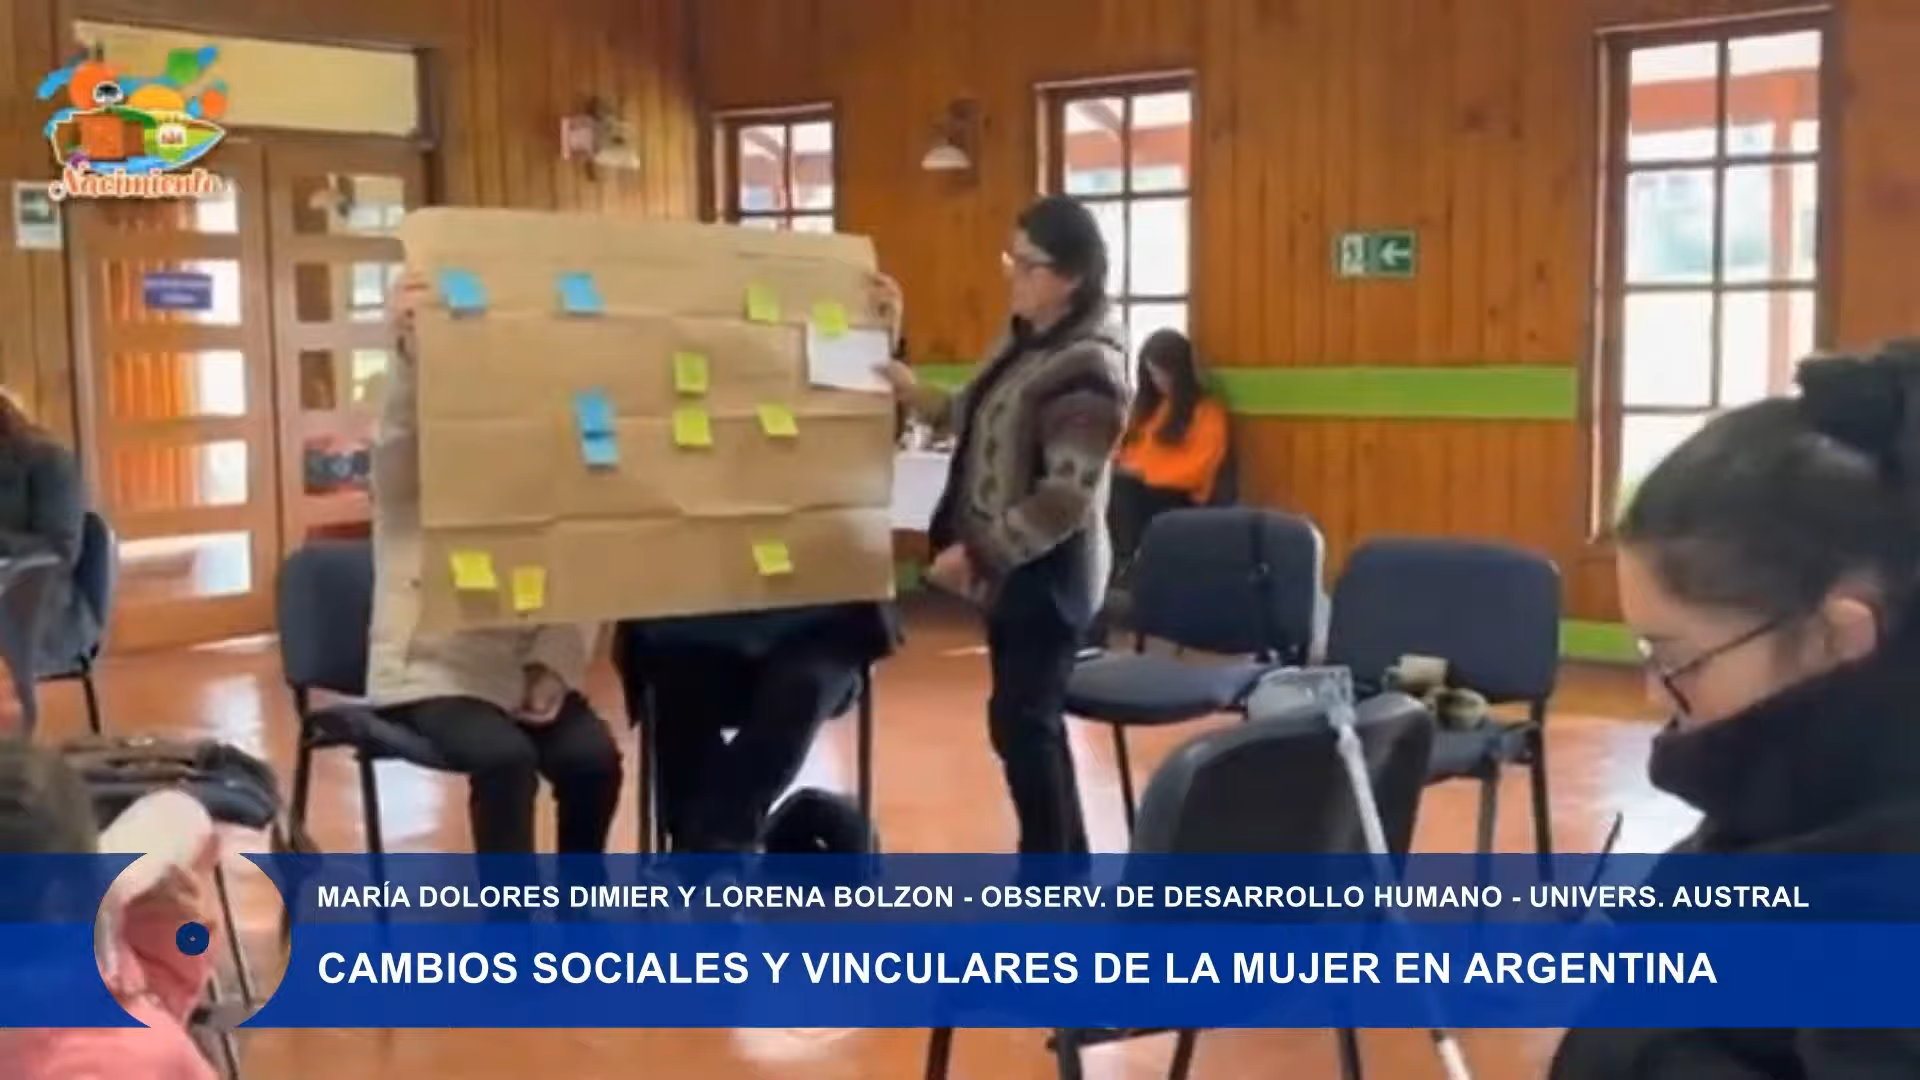 Nacimiento
MARÍA DOLORES DIMIER Y LORENA BOLZON - OBSERV. DE DESARROLLO HUMANO - UNIVERS. AUSTRAL
CAMBIOS SOCIALES Y VINCULARES DE LA MUJER EN ARGENTINA